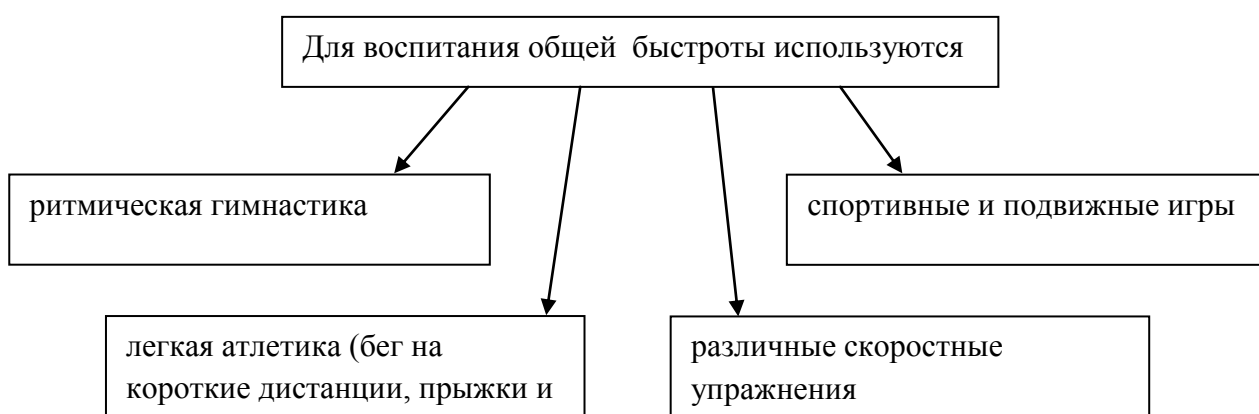 Для воспитания общей быстроты используются
ритмическая гимнастика
спортивные и подвижные игры
легкая атлетика (бег на
короткие дистанции, прыжки и
различные скоростные
упражнения